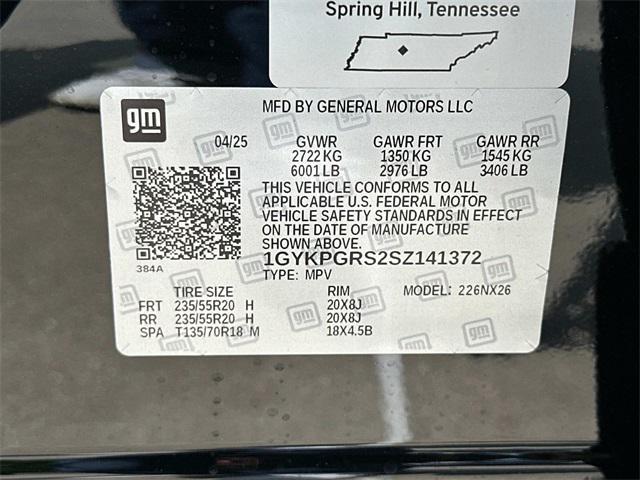 Spring Hill, Tennessee
gm
MFD BY GENERAL MOTORS LLC
04/25 GVWR GAWR FRT GAWR RR
2722 KG 1350 KG 1545 KG
6001 LB 2976 LB 3406 LB
THIS VEHICLE CONFORMS TO ALL
APPLICABLE U.S. FEDERAL MOTOR
VEHICLE SAFETY STANDARDS IN EFFECT
ON THE DATE OF MANUFACTURE
SHOWN ABOVE.
384A
1GYKPGRS2SZ141372
TYPE: MPV
TIRE SIZE RIM MODEL: 226NX26
FRT 235/55R20 H 20X8J
RR 235/55R20 H 20X8J
SPA T135/70R18 M 18X4.5B